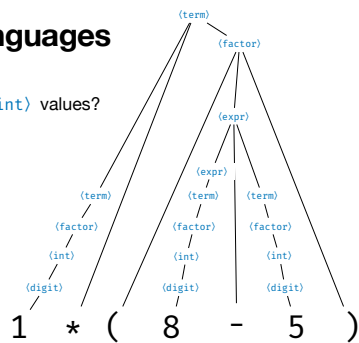 ⟨term⟩
nguages
⟨factor⟩
int⟩ values?
⟨expr⟩
⟨expr⟩
⟨term⟩ ⟨term⟩ ⟨term⟩
⟨factor⟩ ⟨factor⟩ ⟨factor⟩
⟨int⟩ ⟨int⟩ ⟨int⟩
⟨digit⟩ ⟨digit⟩ ⟨digit⟩
1 * ( 8 - 5 )